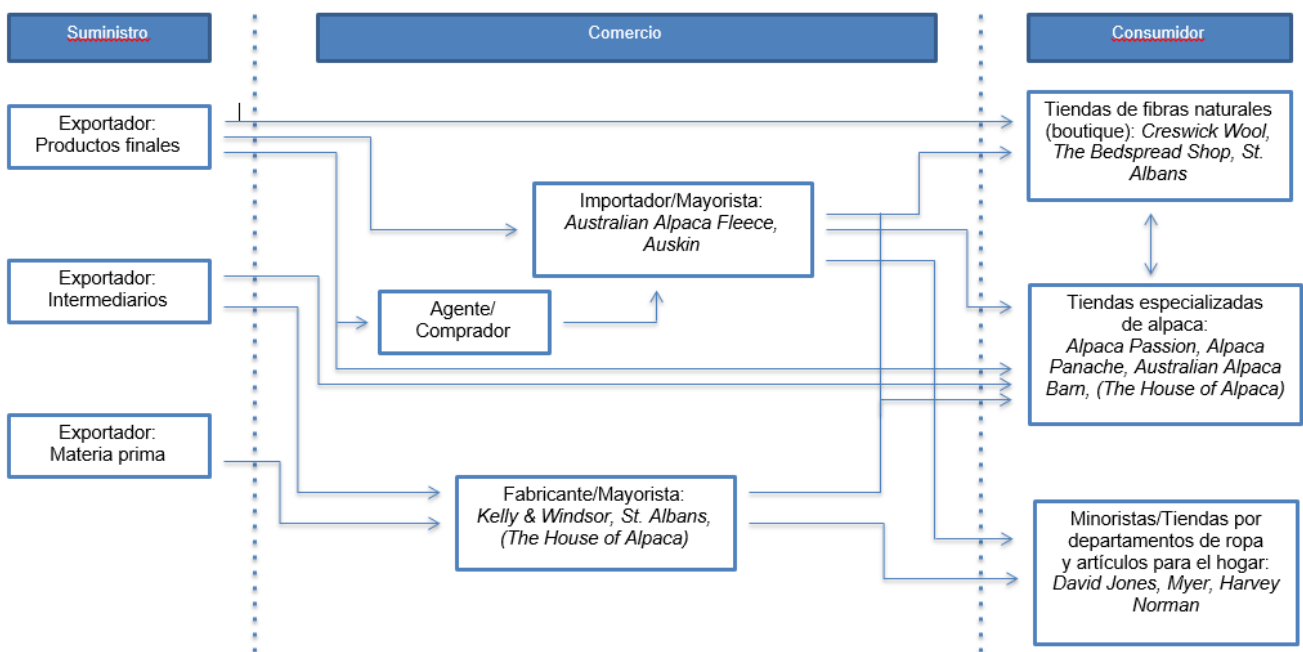 Suministro
Comercio
Consumidor
Exportador:
Productos finales
Tiendas de fibras naturales
(boutique): Creswick Wool,
The Bedspread Shop, St.
Albans
Importador/Mayorista:
Australian Alpaca Fleece,
Auskin
Exportador:
Intermediarios
Agente/
Comprador
Tiendas especializadas
de alpaca:
Alpaca Passion, Alpaca
Panache, Australian Alpaca
Barn, (The House of Alpaca)
Exportador:
Materia prima
Fabricante/Mayorista:
Kelly & Windsor, St. Albans,
(The House of Alpaca)
Minoristas/Tiendas por
departamentos de ropa
y artículos para el hogar:
David Jones, Myer, Harvey
Norman